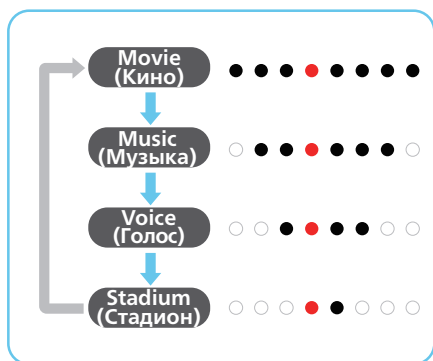 Movie
(Кино)
Music
(Музыка)
Voice
(Голос)
Stadium
(Стадион)